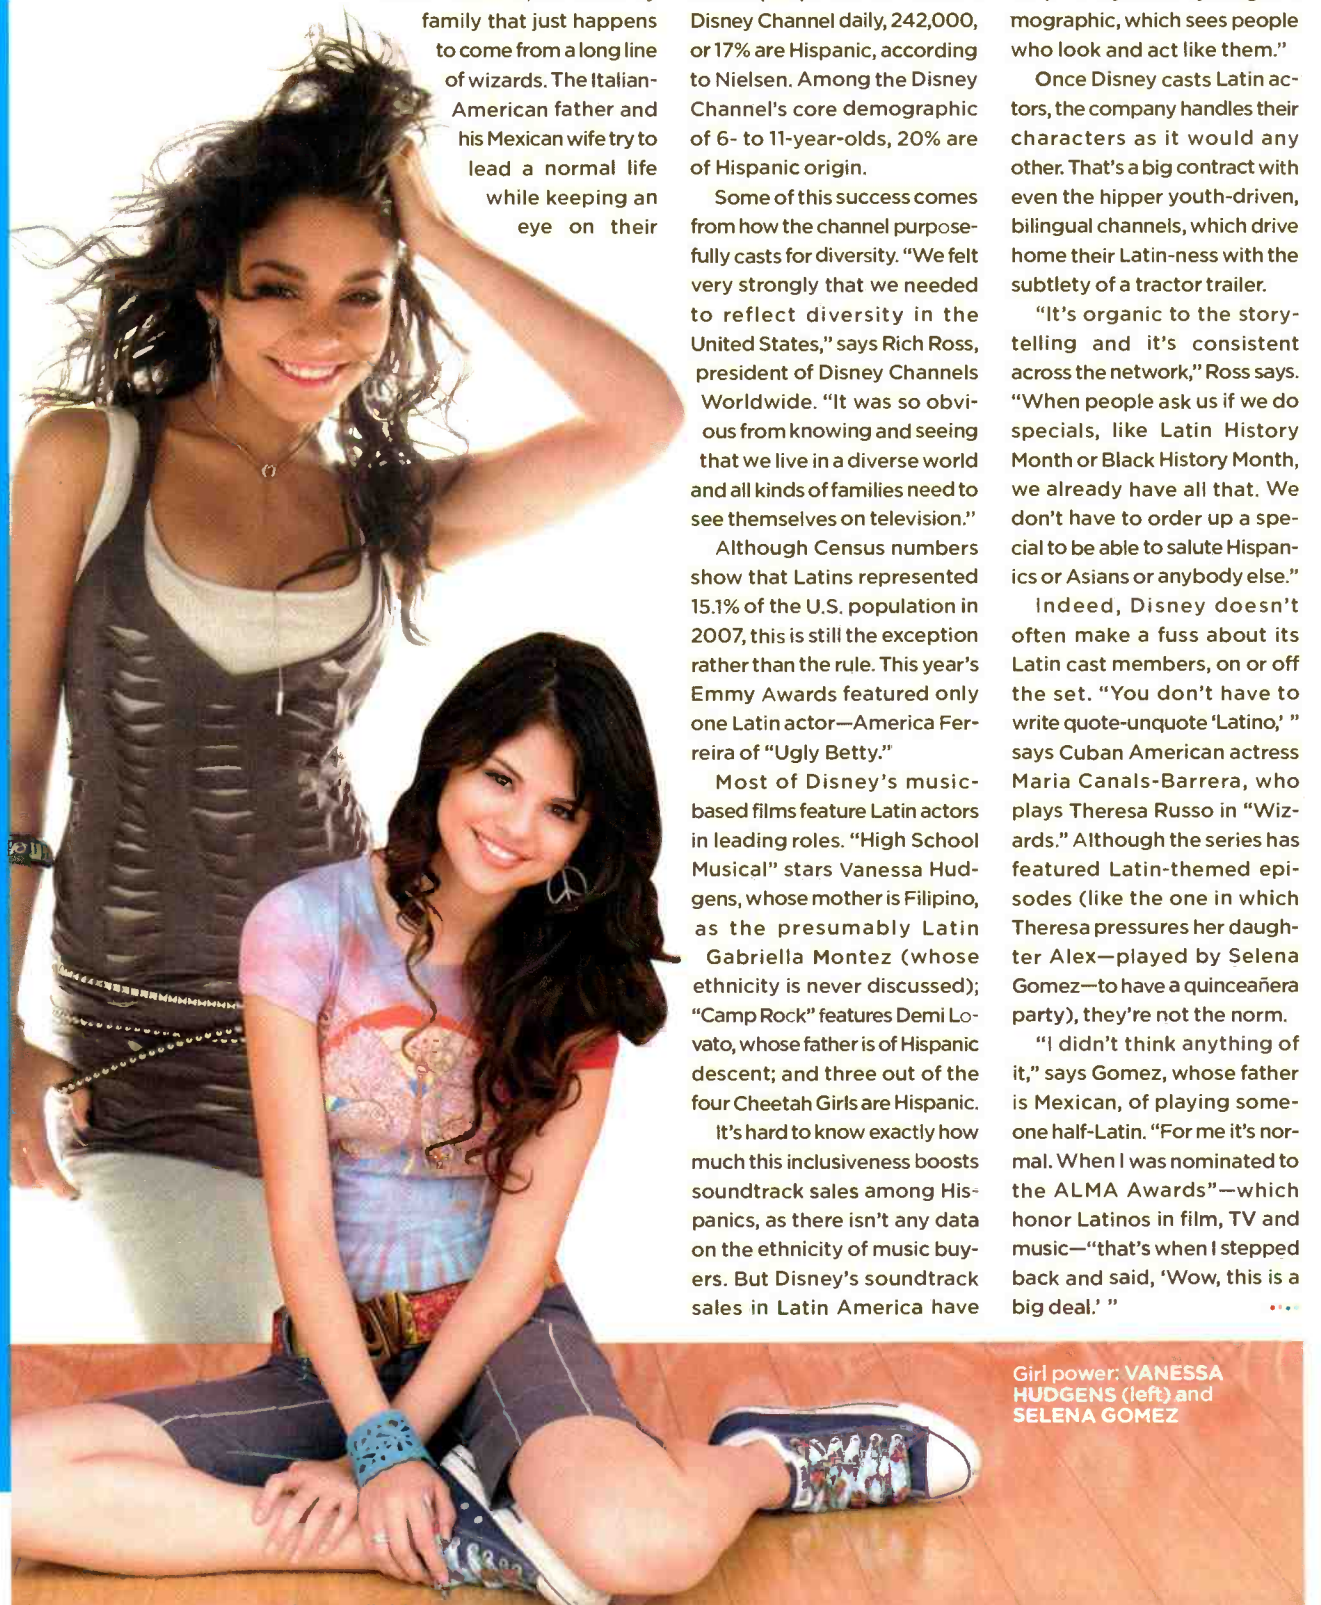 family that just happens
to come from a long line
of wizards. The Italian-
American father and
his Mexican wife try to
lead a normal life
while keeping an
eye on their
Disney Channel daily, 242,000,
or 17% are Hispanic, according
to Nielsen. Among the Disney
Channel's core demographic
of 6- to 11-year-olds, 20% are
of Hispanic origin.
Some of this success comes
from how the channel purpose-
fully casts for diversity. “We felt
very strongly that we needed
to reflect diversity in the
United States,” says Rich Ross,
president of Disney Channels
Worldwide. “It was so obvi-
ous from knowing and seeing
that we live in a diverse world
and all kinds of families need to
see themselves on television.”
Although Census numbers
show that Latins represented
15.1% of the U.S. population in
2007, this is still the exception
rather than the rule. This year's
Emmy Awards featured only
one Latin actor—America Fer-
reira of “Ugly Betty.”
Most of Disney's music-
based films feature Latin actors
in leading roles. “High School
Musical” stars Vanessa Hud-
gens, whose mother is Filipino,
as the presumably Latin
Gabriella Montez (whose
ethnicity is never discussed);
“Camp Rock” features Demi Lo-
vato, whose father is of Hispanic
descent; and three out of the
four Cheetah Girls are Hispanic.
It's hard to know exactly how
much this inclusiveness boosts
soundtrack sales among His-
panics, as there isn't any data
on the ethnicity of music buy-
ers. But Disney's soundtrack
sales in Latin America have
mographic, which sees people
who look and act like them.”
Once Disney casts Latin ac-
tors, the company handles their
characters as it would any
other. That's a big contract with
even the hipper youth-driven,
bilingual channels, which drive
home their Latin-ness with the
subtlety of a tractor trailer.
“It's organic to the story-
telling and it's consistent
across the network,” Ross says.
“When people ask us if we do
specials, like Latin History
Month or Black History Month,
we already have all that. We
don't have to order up a spe-
cial to be able to salute Hispan-
ics or Asians or anybody else.”
Indeed, Disney doesn't
often make a fuss about its
Latin cast members, on or off
the set. “You don't have to
write quote-unquote ‘Latino,’ ”
says Cuban American actress
Maria Canals-Barrera, who
plays Theresa Russo in “Wiz-
ards.” Although the series has
featured Latin-themed epi-
sodes (like the one in which
Theresa pressures her daugh-
ter Alex—played by Selena
Gomez—to have a quinceañera
party), they're not the norm.
“I didn't think anything of
it,” says Gomez, whose father
is Mexican, of playing some-
one half-Latin. “For me it's nor-
mal. When I was nominated to
the ALMA Awards”—which
honor Latinos in film, TV and
music—“that's when I stepped
back and said, ‘Wow, this is a
big deal.’ ”
Girl power: VANESSA
HUDGENS (left) and
SELENA GOMEZ